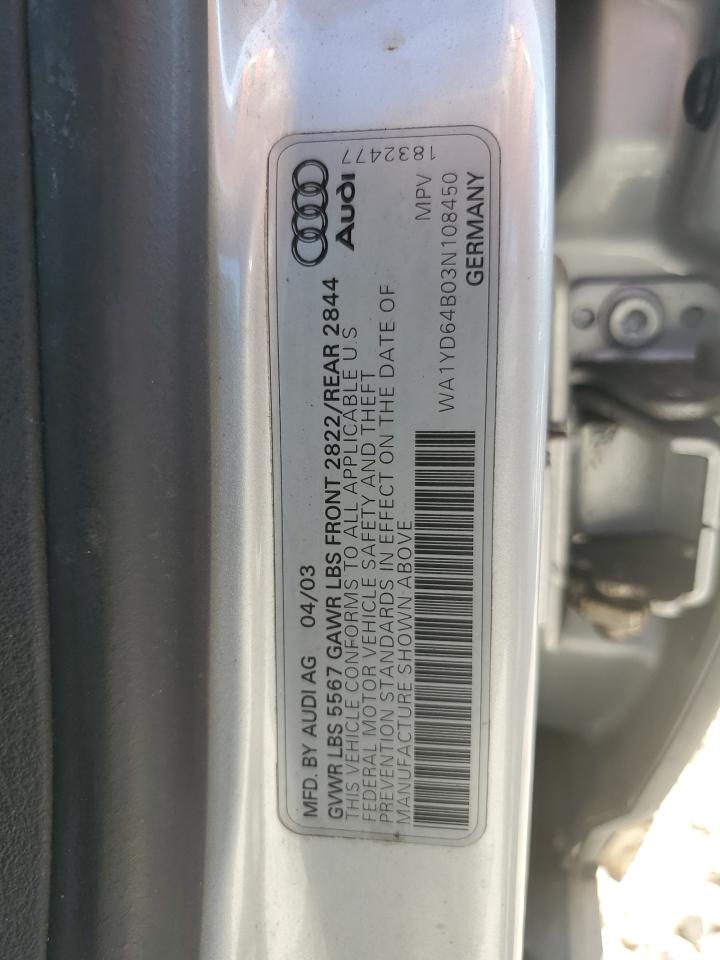 MFD. BY AUDI AG 04/03
GVWR LBS 5567 GAWR LBS FRONT 2822/REAR 2844
THIS VEHICLE CONFORMS TO ALL APPLICABLE U.S
FEDERAL MOTOR VEHICLE SAFETY AND THEFT
PREVENTION STANDARDS IN EFFECT ON THE DATE OF
MANUFACTURE SHOWN ABOVE
Audi
1832477
MPV
WA1YD64B03N108450
GERMANY